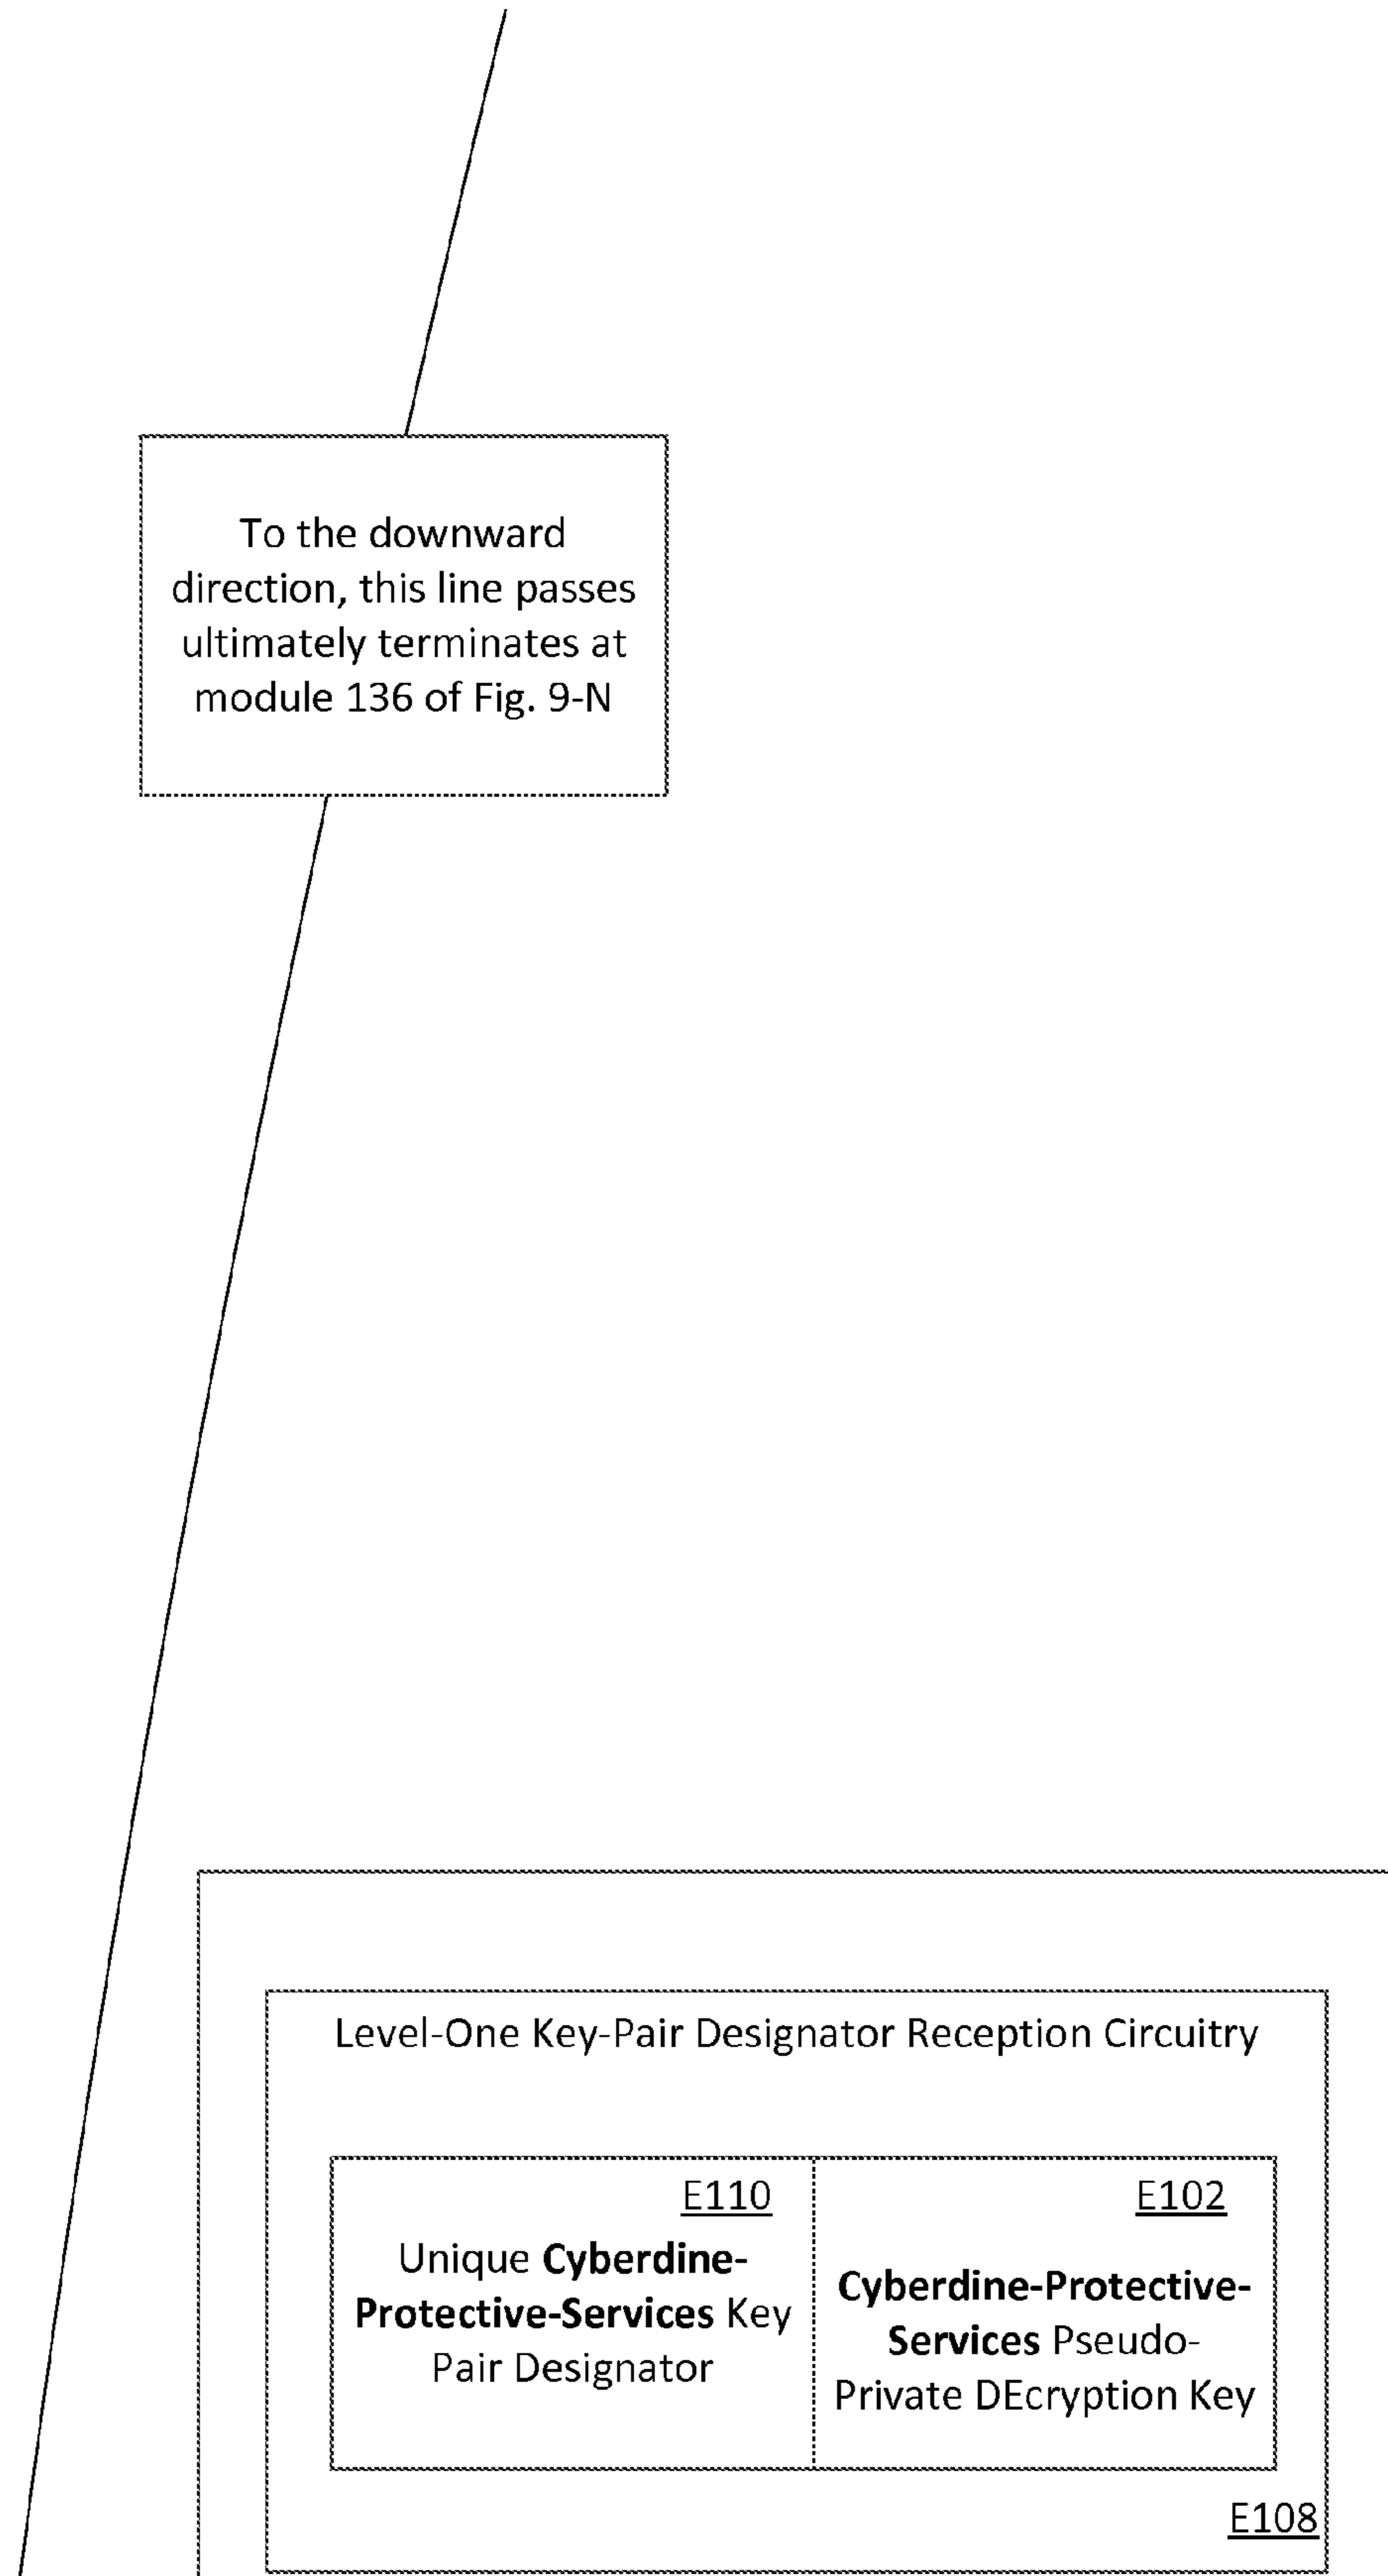 To the downward
direction, this line passes
ultimately terminates at
module 136 of Fig. 9-N
Level-One Key-Pair Designator Reception Circuitry
E110
Unique Cyberdine-
Protective-Services Key
Pair Designator
E102
Cyberdine-Protective-
Services Pseudo-
Private DEcryption Key
E108